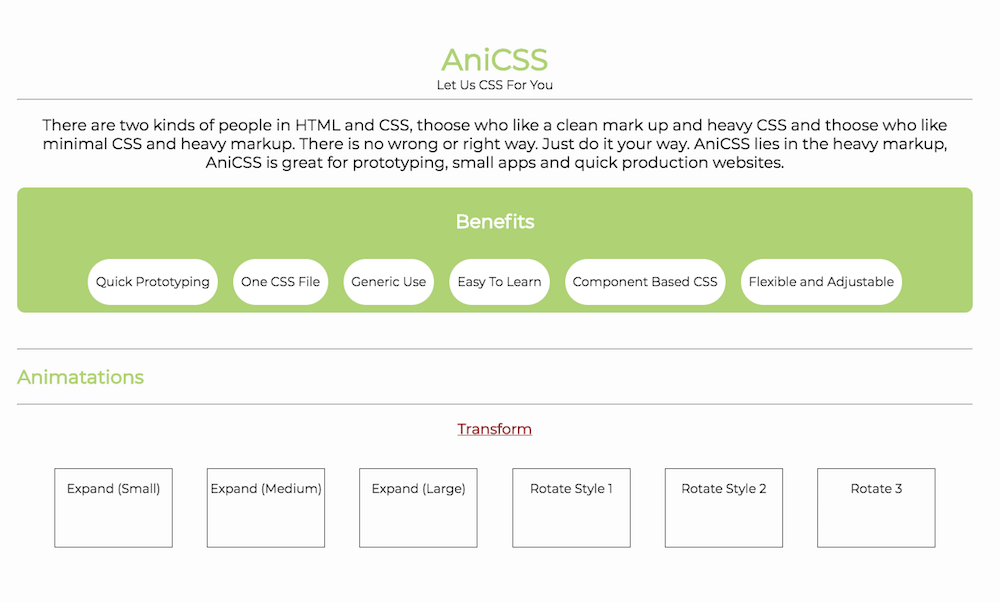 AniCSS
Let Us CSS For You
There are two kinds of people in HTML and CSS, thoose who like a clean mark up and heavy CSS and thoose who like
minimal CSS and heavy markup. There is no wrong or right way. Just do it your way. AniCSS lies in the heavy markup,
AniCSS is great for prototyping, small apps and quick production websites.
Benefits
Quick Prototyping One CSS File Generic Use Easy To Learn Component Based CSS Flexible and Adjustable
Animatations
Transform
Expand (Small) Expand (Medium) Expand (Large) Rotate Style 1 Rotate Style 2 Rotate 3